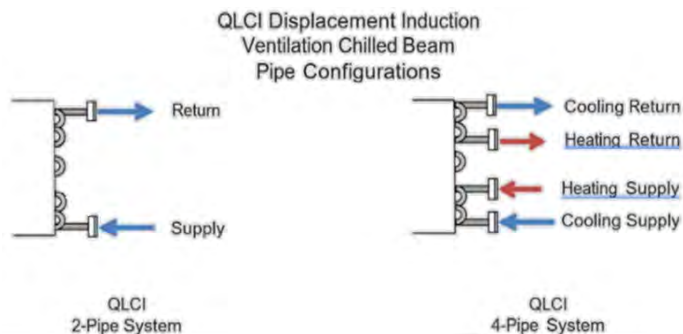 QLCI Displacement Induction
Ventilation Chilled Beam
Pipe Configurations
Return
Supply
QLCI
2-Pipe System
Cooling Return
Heating Return
Heating Supply
Cooling Supply
QLCI
4-Pipe System